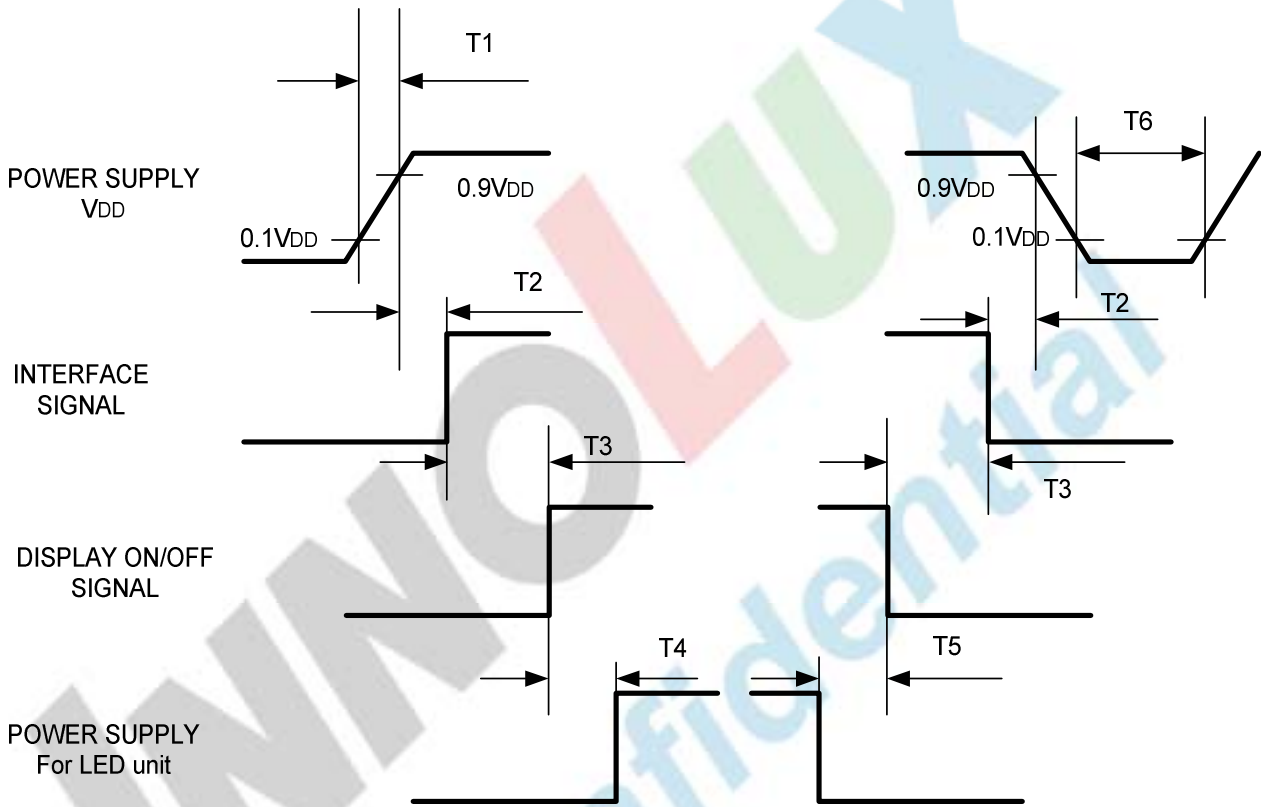 T1
T6
POWER SUPPLY
VDD
0.9VDD
0.9VDD
0.1VDD
0.1VDD
T2
T2
INTERFACE
SIGNAL
T3
T3
DISPLAY ON/OFF
SIGNAL
T4
T5
POWER SUPPLY
For LED unit
INNOLUX
Confidential